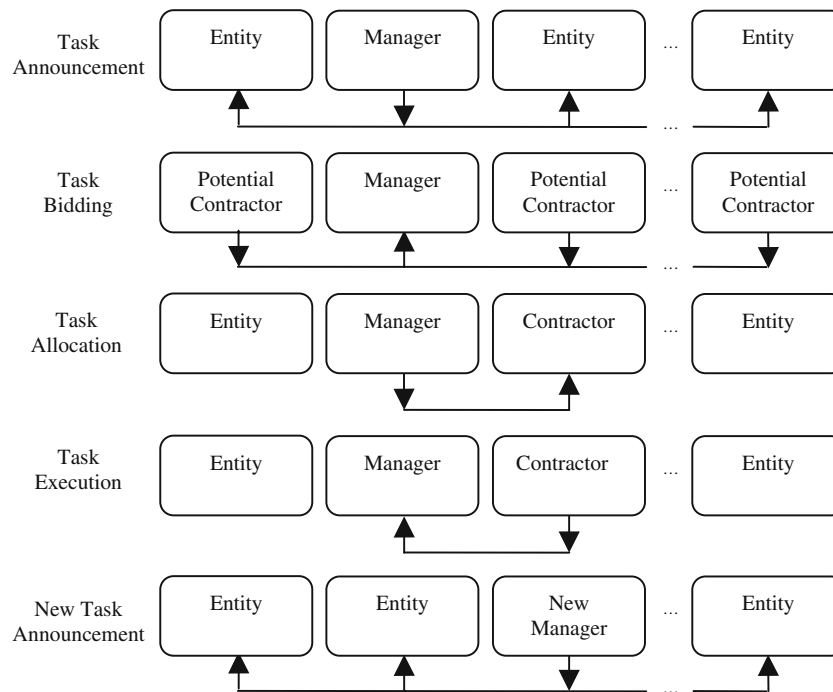 Task
Announcement
Entity
Manager
Entity
...
Entity
...
Task
Bidding
Potential
Contractor
Manager
Potential
Contractor
...
Potential
Contractor
...
Task
Allocation
Entity
Manager
Contractor
...
Entity
Task
Execution
Entity
Manager
Contractor
...
Entity
New Task
Announcement
Entity
Entity
New
Manager
...
Entity
...